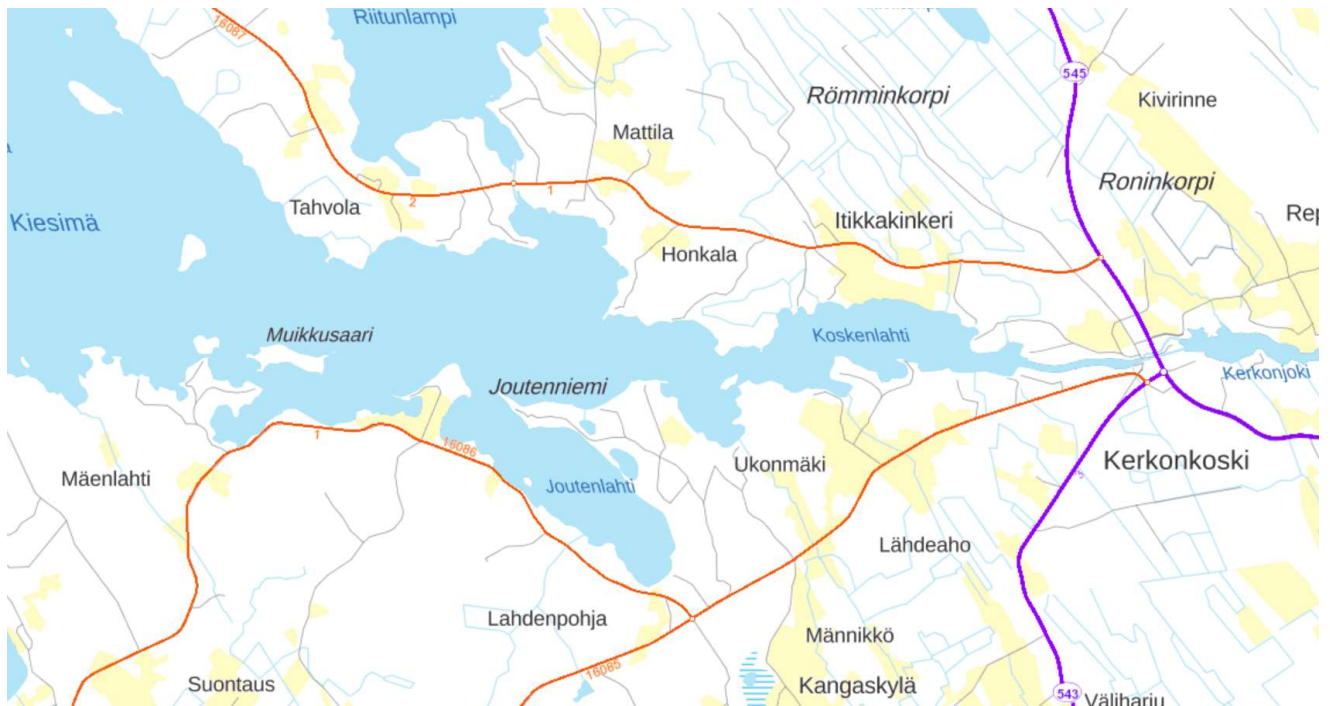 Riitunlampi
16087
545
Kivirinne
Römminkorpi
Mattila
Roninkorpi
Tahvola
2
1
Itikkakinkeri
Kiesimä
Honkala
Muikkusaari
Koskenlahti
Kerkonjoki
Joutenniemi
1
16086
Mäenlahti
Ukonmäki
Kerkonkoski
5
Joutenlahti
Lähdeaho
Lahdenpohja
Männikkö
16085
Suontaus
Kangaskylä
543
Väliharju